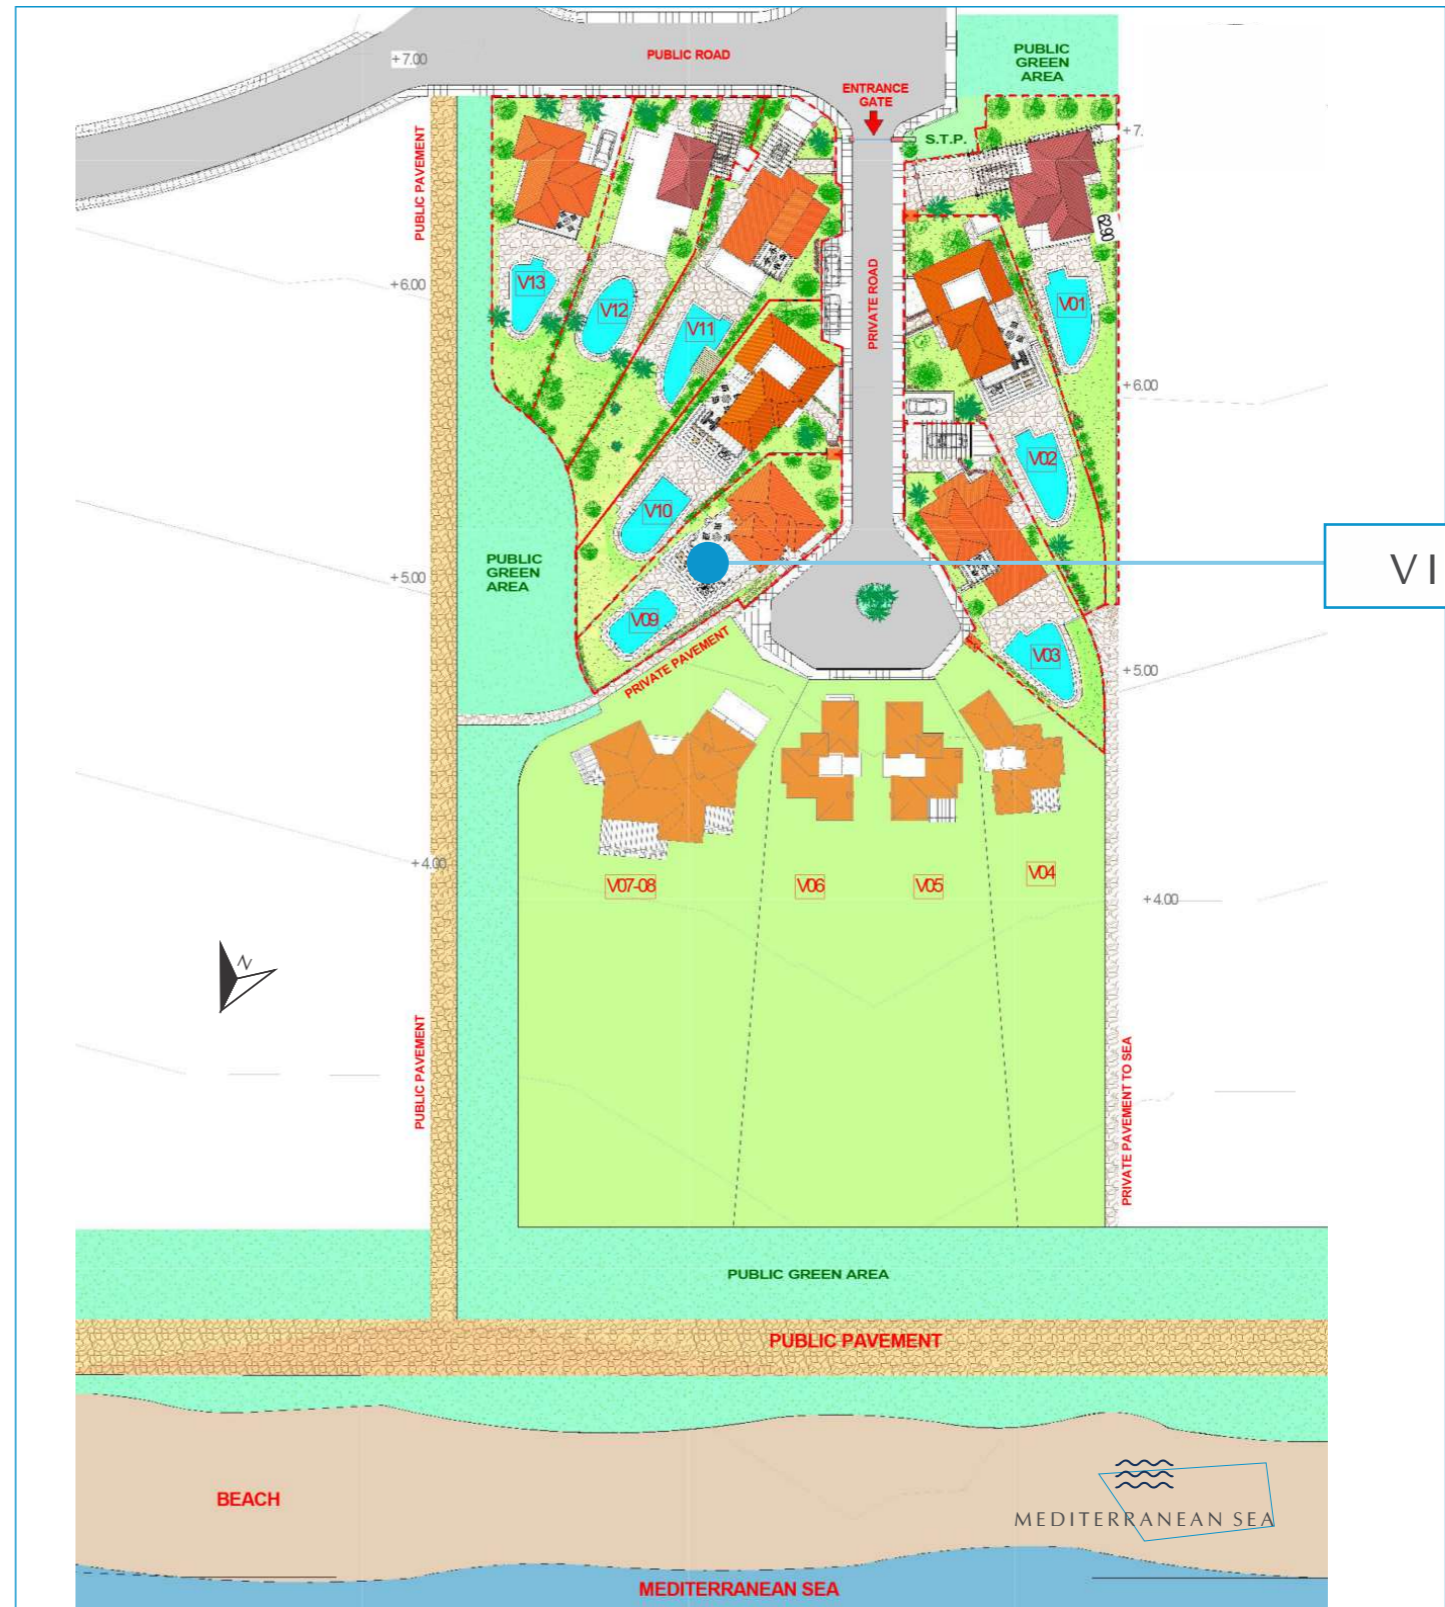 PUBLIC ROAD
+7.00
PUBLIC
GREEN
AREA
ENTRANCE
GATE
S.T.P.
+7.
PUBLIC PAVEMENT
6290
PRIVATE ROAD
V13
V12
V11
V01
+6.00
+6.00
V10
V02
PUBLIC
GREEN
AREA
+5.00
VI
V09
V03
PRIVATE PAVEMENT
+5.00
+4.00
V07-08
V06
V05
V04
+4.00
N
PUBLIC PAVEMENT
PRIVATE PAVEMENT TO SEA
PUBLIC GREEN AREA
PUBLIC PAVEMENT
BEACH
MEDITERRANEAN SEA
MEDITERRANEAN SEA